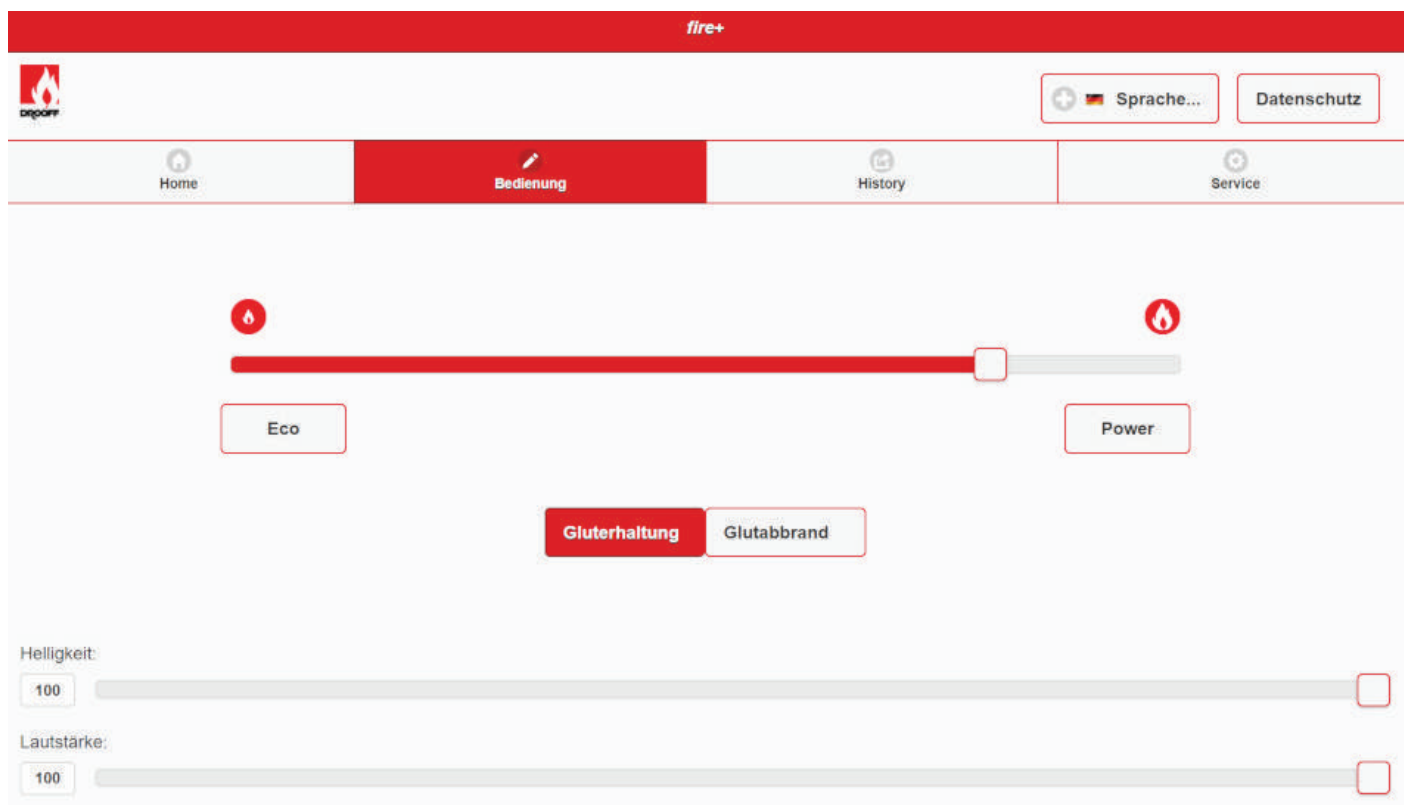 fire+
DROOFF
Sprache...
Datenschutz
Home
Bedienung
History
Service
Eco
Power
Gluterhaltung
Glutabbrand
Helligkeit:
100
Lautstärke:
100